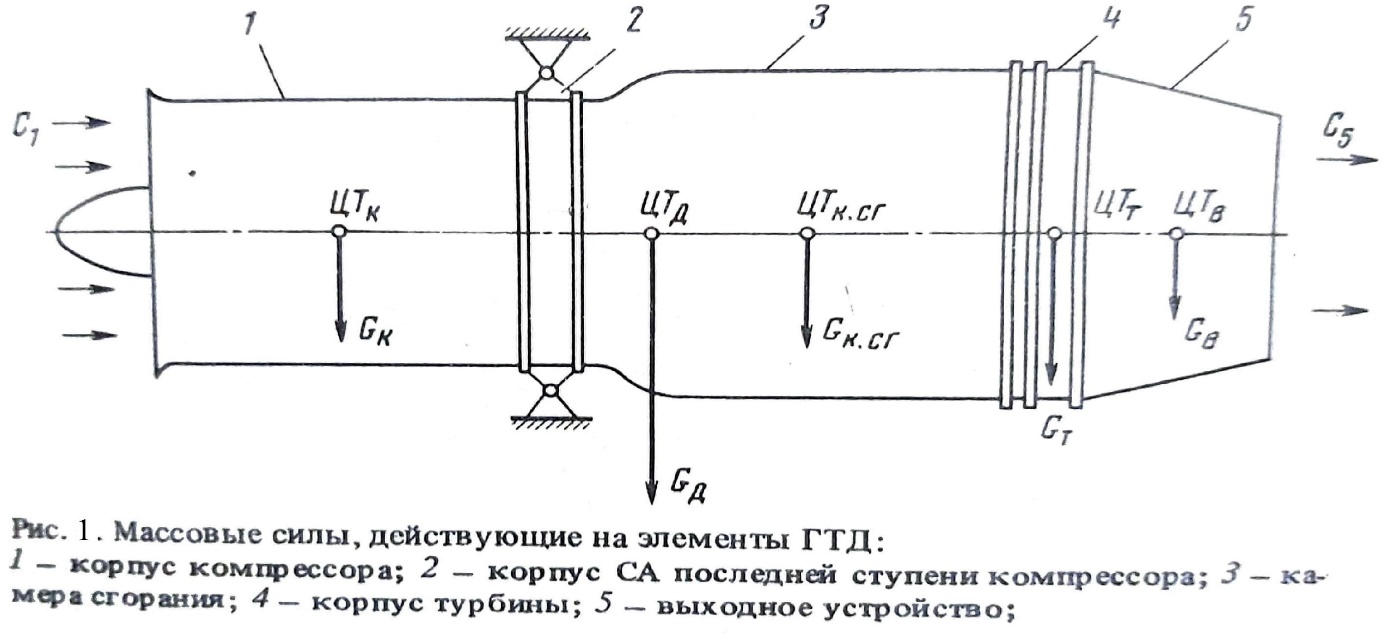 1 2 3 4 5
C₁ C₅
ЦТк ЦТд ЦТк.сг ЦТт ЦТв
Gк Gк.сг Gв
Gт
Gд
Рис. 1. Массовые силы, действующие на элементы ГТД:
1 — корпус компрессора; 2 — корпус СА последней ступени компрессора; 3 — ка-
мера сгорания; 4 — корпус турбины; 5 — выходное устройство;